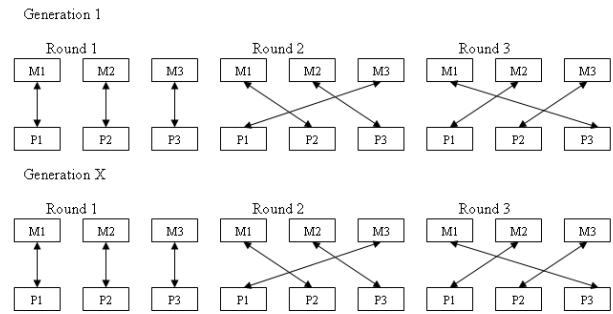 Generation 1
Round 1 Round 2 Round 3
M1 M2 M3 M1 M2 M3 M1 M2 M3
P1 P2 P3 P1 P2 P3 P1 P2 P3
Generation X
Round 1 Round 2 Round 3
M1 M2 M3 M1 M2 M3 M1 M2 M3
P1 P2 P3 P1 P2 P3 P1 P2 P3